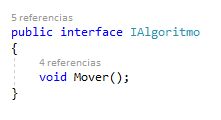 5 referencias
public interface IAlgoritmo
{
4 referencias
void Mover();
}